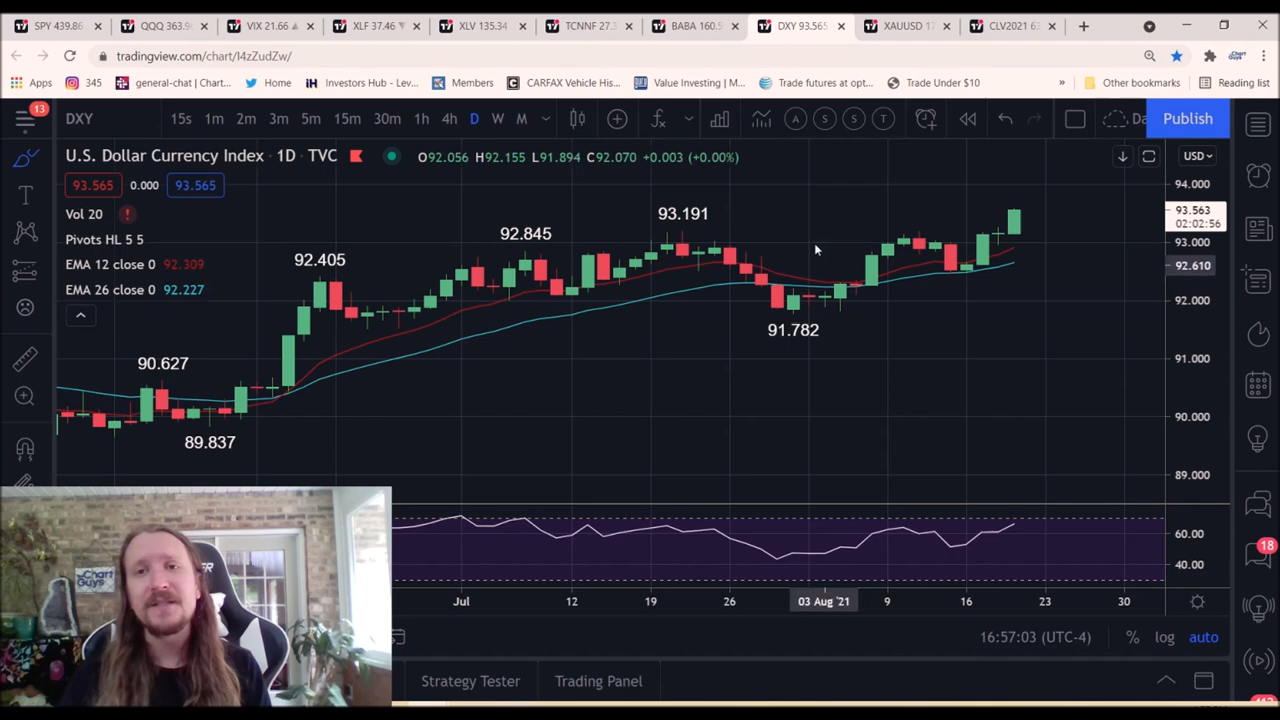 SPY 439.86 QQQ 363.9 VIX 21.66 XLF 37.46 XLV 135.34 TCNNF 27.3 BABA 160.5 DXY 93.565 XAUUSD 17 CLV2021 63
tradingview.com/chart/I4zZudZw/
Apps 345 general-chat | Chart... Home Investors Hub - Lev... Members CARFAX Vehicle His... Value Investing | M... Trade futures at opt... Trade Under $10 » Other bookmarks Reading list
13 DXY 15s 1m 2m 3m 5m 15m 30m 1h 4h D W M A S S T Da Publish
U.S. Dollar Currency Index · 1D · TVC O92.056 H92.155 L91.894 C92.070 +0.003 (+0.00%) USD
93.565 0.000 93.565
94.000
93.563
02:02:56
Vol 20 !
Pivots HL 5 5
EMA 12 close 0 92.309
EMA 26 close 0 92.227
93.000
92.610
92.000
91.000
90.000
89.000
93.191
92.845
92.405
91.782
90.627
89.837
60.00
40.00
Jul 12 19 26 03 Aug '21 9 16 23 30
16:57:03 (UTC-4) % log auto
Strategy Tester Trading Panel
18
Chart
Guys